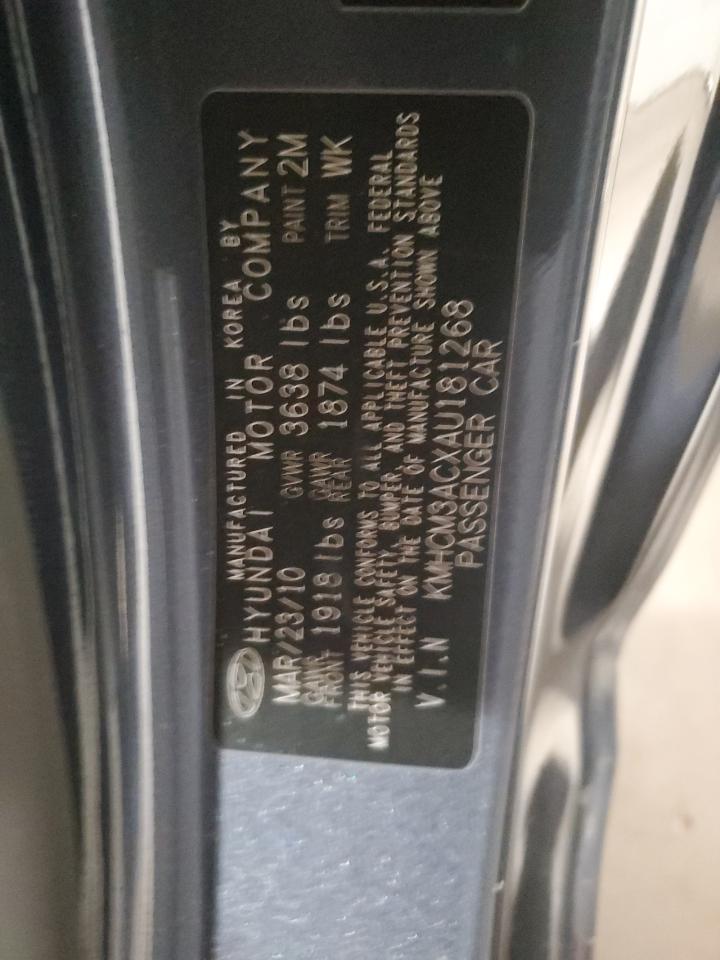 MANUFACTURED IN KOREA BY
HYUNDAI MOTOR COMPANY
MAR/23/10 GVWR 3638 lbs PAINT 2M
GAWR FRONT 1918 lbs GAWR REAR 1874 lbs TRIM WK
THIS VEHICLE CONFORMS TO ALL APPLICABLE U.S.A. FEDERAL
MOTOR VEHICLE SAFETY, BUMPER, AND THEFT PREVENTION STANDARDS
IN EFFECT ON THE DATE OF MANUFACTURE SHOWN ABOVE
V.I.N KMHCM3ACXAU181268
PASSENGER CAR